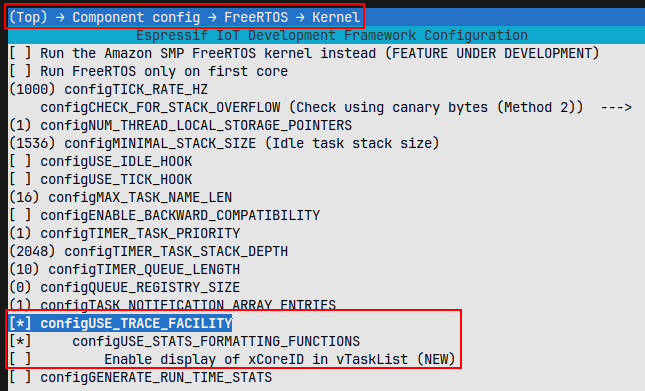 (Top) → Component config → FreeRTOS → Kernel
Espressif IoT Development Framework Configuration
[ ] Run the Amazon SMP FreeRTOS kernel instead (FEATURE UNDER DEVELOPMENT)
[ ] Run FreeRTOS only on first core
(1000) configTICK_RATE_HZ
configCHECK_FOR_STACK_OVERFLOW (Check using canary bytes (Method 2))  --->
(1) configNUM_THREAD_LOCAL_STORAGE_POINTERS
(1536) configMINIMAL_STACK_SIZE (Idle task stack size)
[ ] configUSE_IDLE_HOOK
[ ] configUSE_TICK_HOOK
(16) configMAX_TASK_NAME_LEN
[ ] configENABLE_BACKWARD_COMPATIBILITY
(1) configTIMER_TASK_PRIORITY
(2048) configTIMER_TASK_STACK_DEPTH
(10) configTIMER_QUEUE_LENGTH
(0) configQUEUE_REGISTRY_SIZE
(1) configTASK_NOTIFICATION_ARRAY_ENTRIES
[*] configUSE_TRACE_FACILITY
[*]     configUSE_STATS_FORMATTING_FUNCTIONS
[ ]         Enable display of xCoreID in vTaskList (NEW)
[ ] configGENERATE_RUN_TIME_STATS